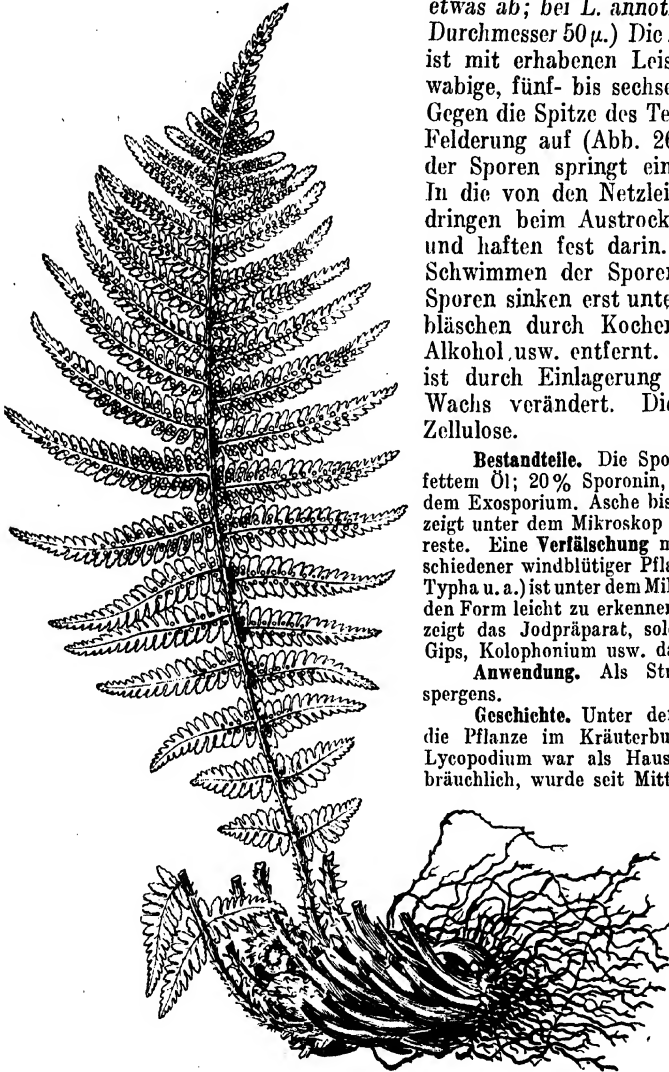 etwas ab; bei L. annot
Durchmesser 50 µ.) Die
ist mit erhabenen Leis
wabige, fünf- bis sechse
Gegen die Spitze des Te
Felderung auf (Abb. 26
der Sporen springt ein
In die von den Netzlei
dringen beim Austrock
und haften fest darin.
Schwimmen der Sporen
Sporen sinken erst unte
bläschen durch Kochen
Alkohol usw. entfernt.
ist durch Einlagerung
Wachs verändert. Die
Zellulose.
Bestandteile. Die Spo
fettem Öl; 20% Sporonin,
dem Exosporium. Asche bis
zeigt unter dem Mikroskop
reste. Eine Verfälschung m
schiedener windblütiger Pfla
Typha u. a.) ist unter dem Mi
den Form leicht zu erkennen
zeigt das Jodpräparat, sol
Gips, Kolophonium usw. da
Anwendung. Als Str
spergens.
Geschichte. Unter de
die Pflanze im Kräuterbu
Lycopodium war als Haus
bräuchlich, wurde seit Mitt